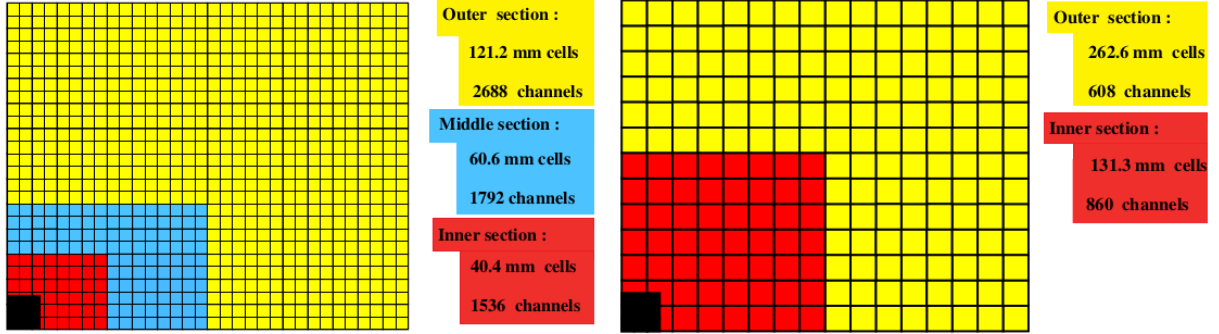 Outer section :
121.2 mm cells
2688 channels
Middle section :
60.6 mm cells
1792 channels
Inner section :
40.4 mm cells
1536 channels
Outer section :
262.6 mm cells
608 channels
Inner section :
131.3 mm cells
860 channels